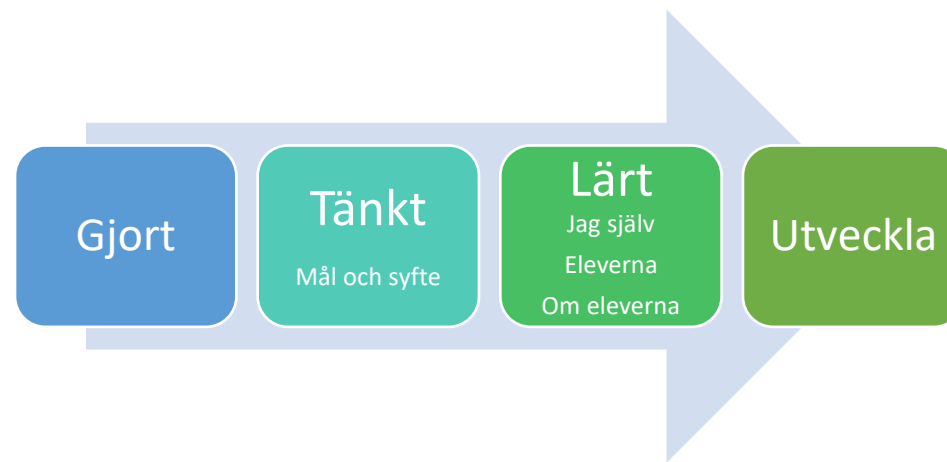 Gjort
Tänkt
Mål och syfte
Lärt
Jag själv
Eleverna
Om eleverna
Utveckla